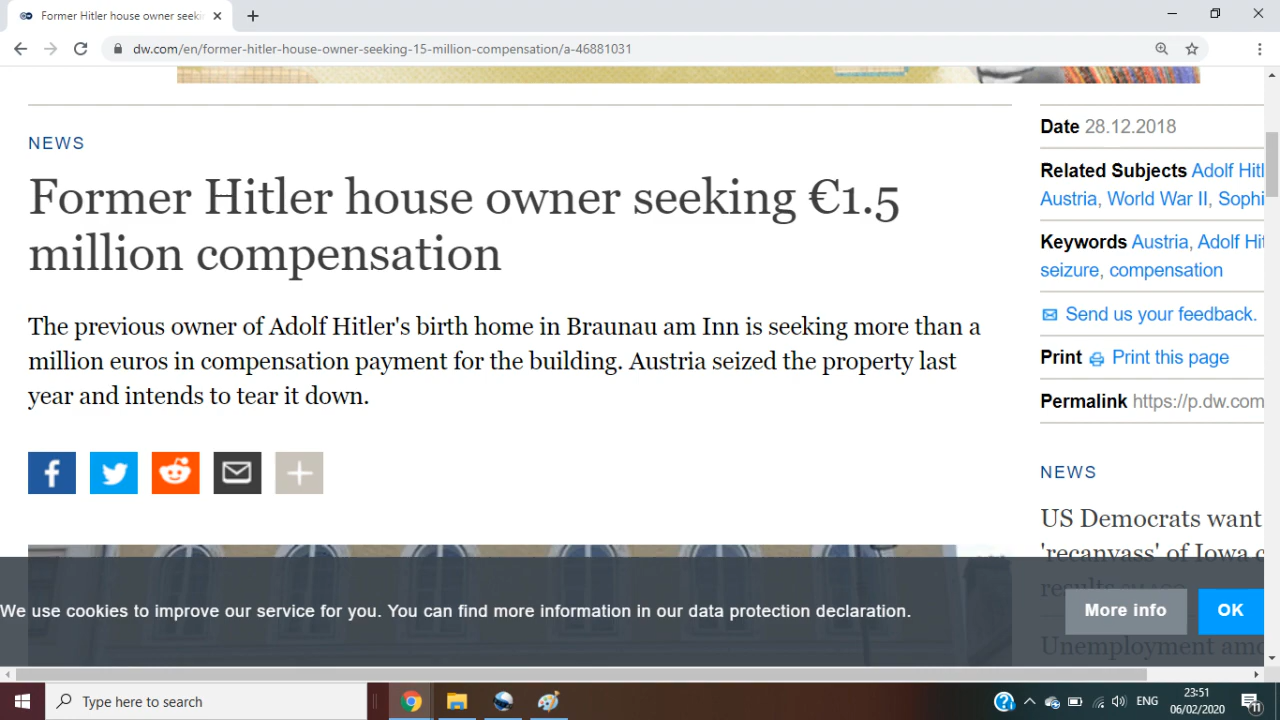 Former Hitler house owner seeki
dw.com/en/former-hitler-house-owner-seeking-15-million-compensation/a-46881031
NEWS
Former Hitler house owner seeking €1.5
million compensation
The previous owner of Adolf Hitler's birth home in Braunau am Inn is seeking more than a
million euros in compensation payment for the building. Austria seized the property last
year and intends to tear it down.
Date 28.12.2018
Related Subjects Adolf Hitl
Austria, World War II, Sophi
Keywords Austria, Adolf Hit
seizure, compensation
Send us your feedback.
Print Print this page
Permalink https://p.dw.com
NEWS
US Democrats want
'recanvass' of Iowa c
results
Unemployment ame
We use cookies to improve our service for you. You can find more information in our data protection declaration.
More info
OK
Type here to search
ENG
23:51
06/02/2020
11